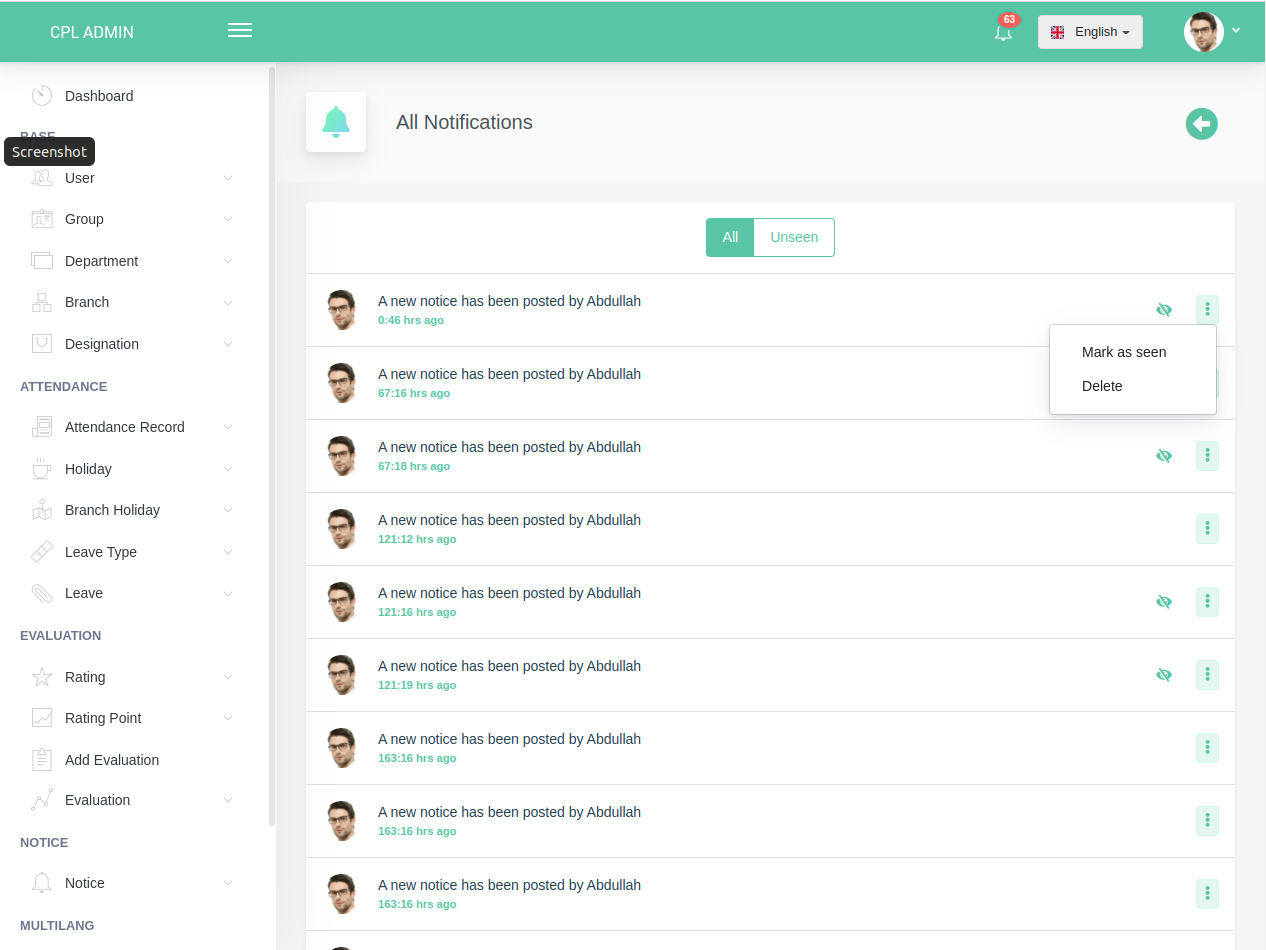 CPL ADMIN
63
English
Dashboard
BASE
Screenshot
User
Group
Department
Branch
Designation
ATTENDANCE
Attendance Record
Holiday
Branch Holiday
Leave Type
Leave
EVALUATION
Rating
Rating Point
Add Evaluation
Evaluation
NOTICE
Notice
MULTILANG
All Notifications
All Unseen
A new notice has been posted by Abdullah
0:46 hrs ago
Mark as seen
Delete
A new notice has been posted by Abdullah
67:16 hrs ago
A new notice has been posted by Abdullah
67:18 hrs ago
A new notice has been posted by Abdullah
121:12 hrs ago
A new notice has been posted by Abdullah
121:16 hrs ago
A new notice has been posted by Abdullah
121:19 hrs ago
A new notice has been posted by Abdullah
163:16 hrs ago
A new notice has been posted by Abdullah
163:16 hrs ago
A new notice has been posted by Abdullah
163:16 hrs ago